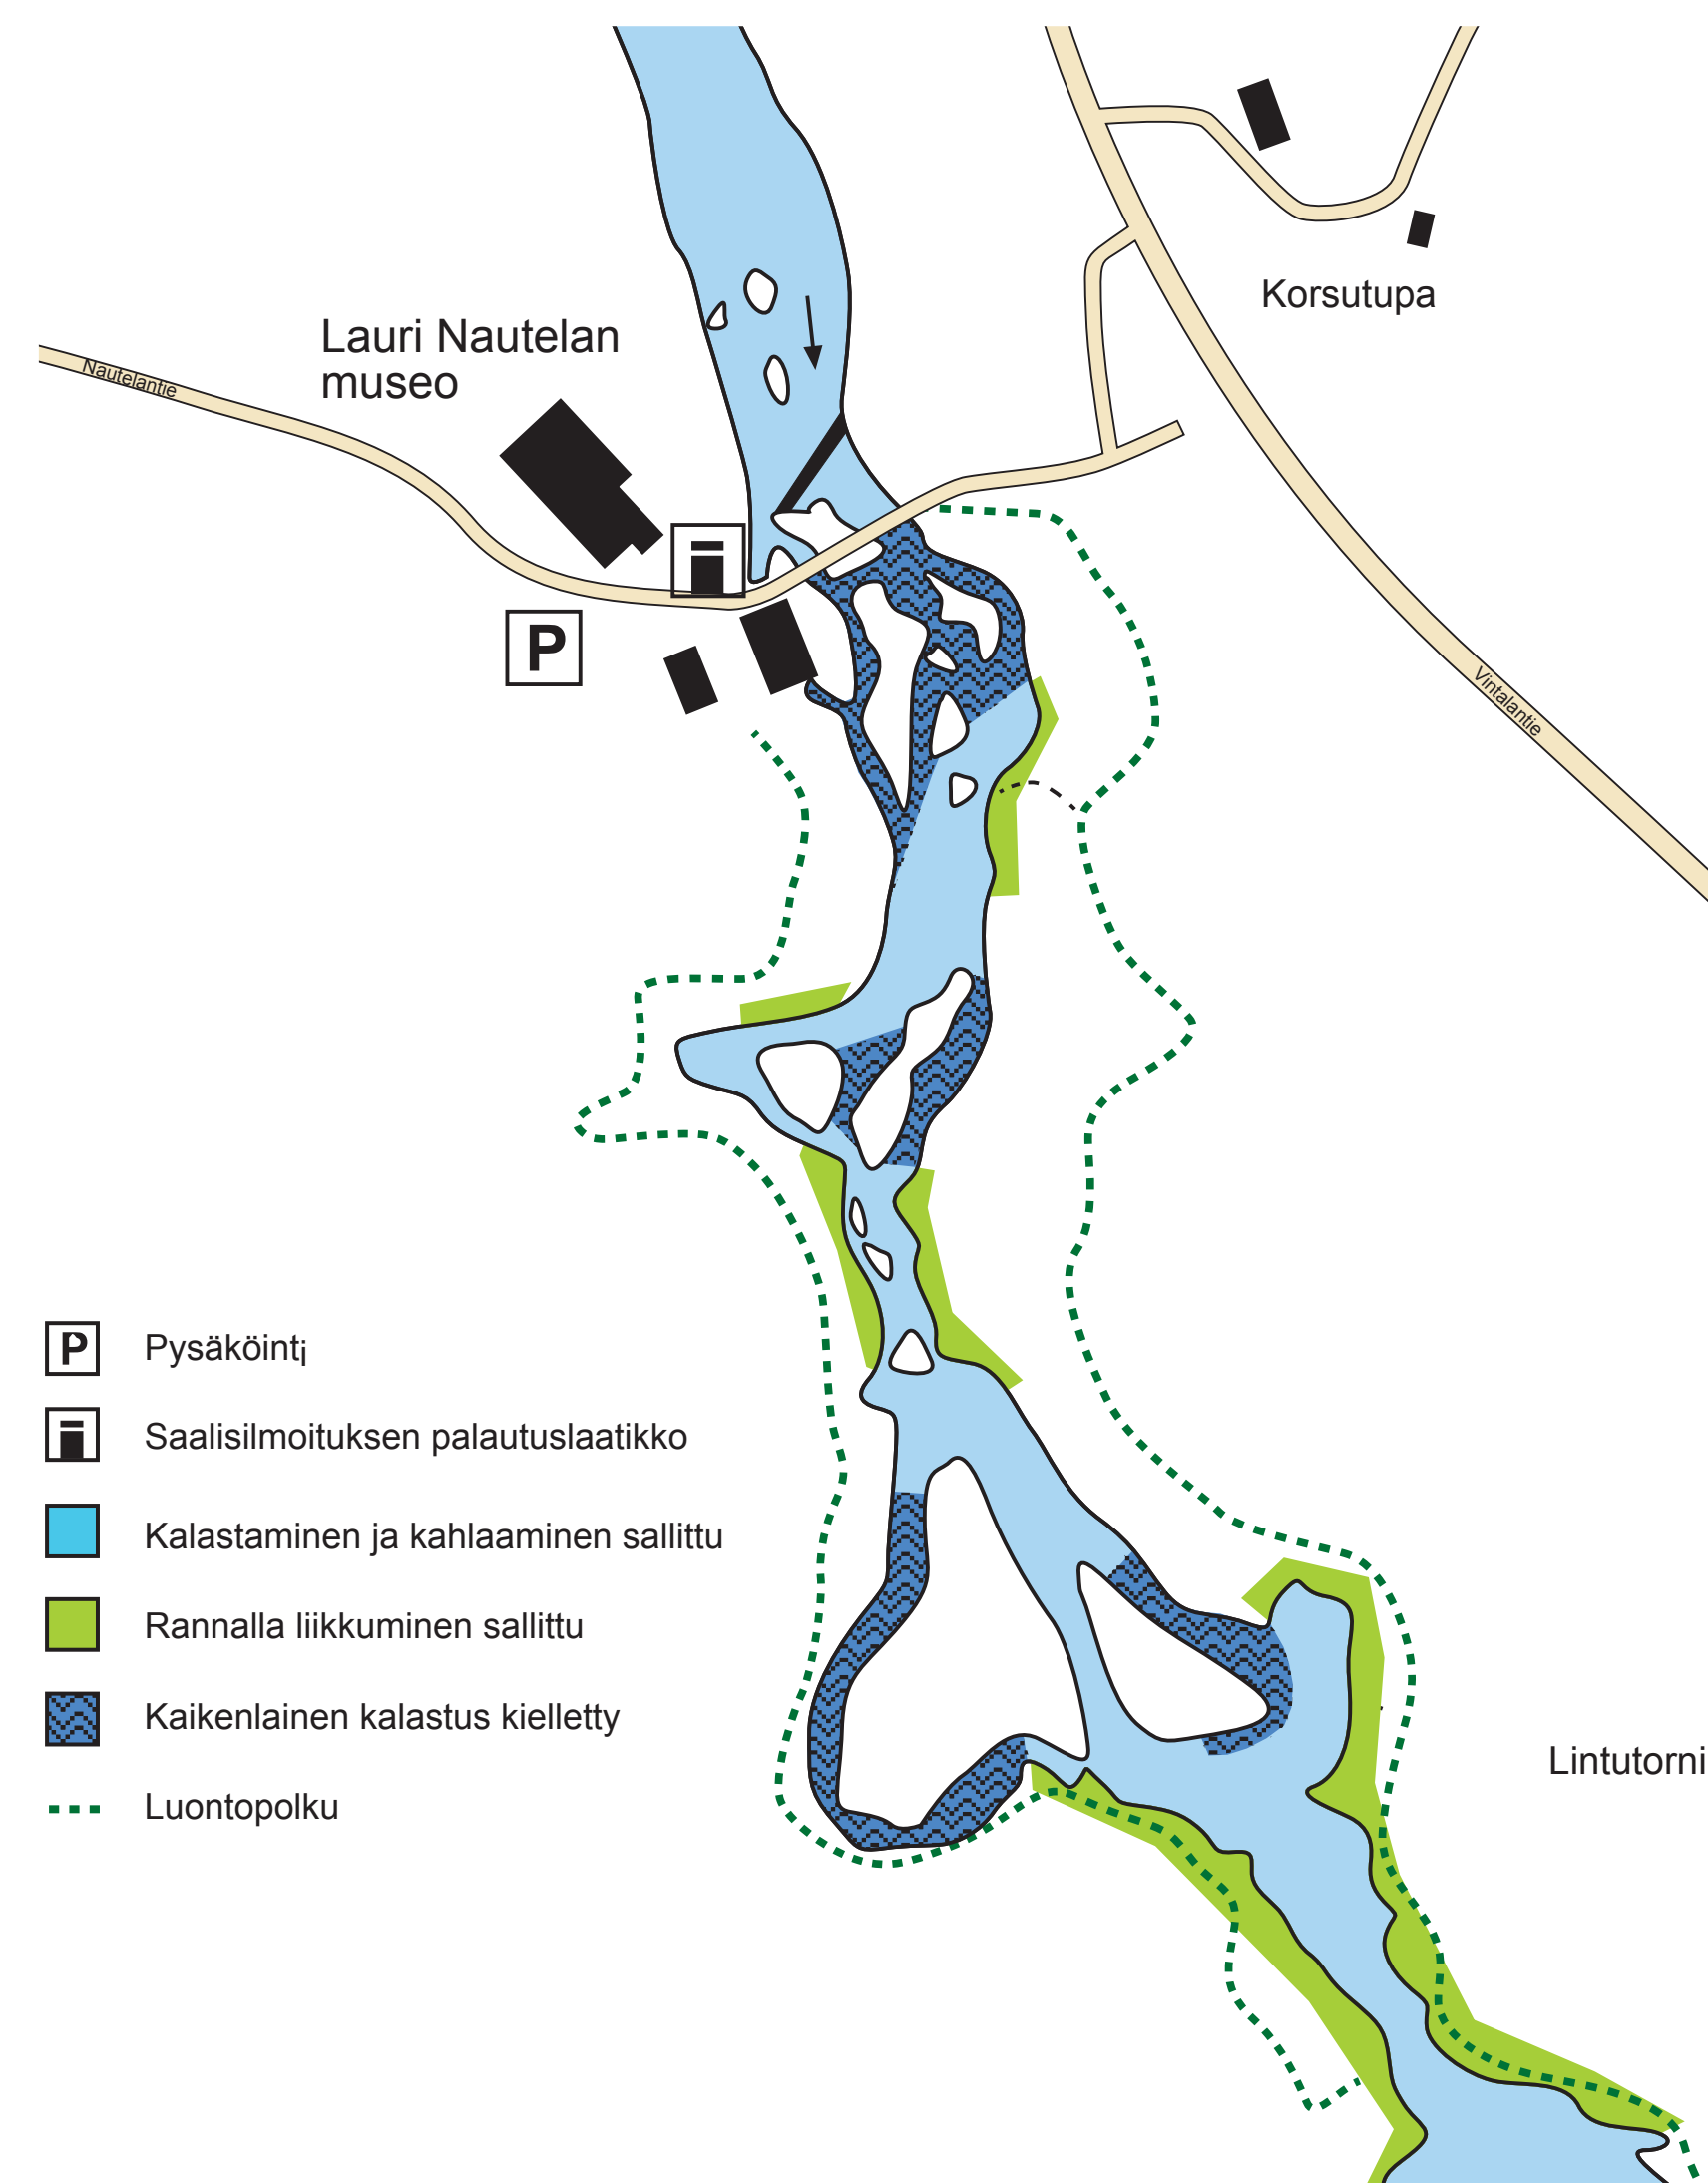 Korsutupa
Lauri Nautelan
museo
Nautelantie
P
Vintalantie
P Pysäköinti
Saalisilmoituksen palautuslaatikko
Kalastaminen ja kahlaaminen sallittu
Rannalla liikkuminen sallittu
Kaikenlainen kalastus kielletty
Lintutorni
Luontopolku